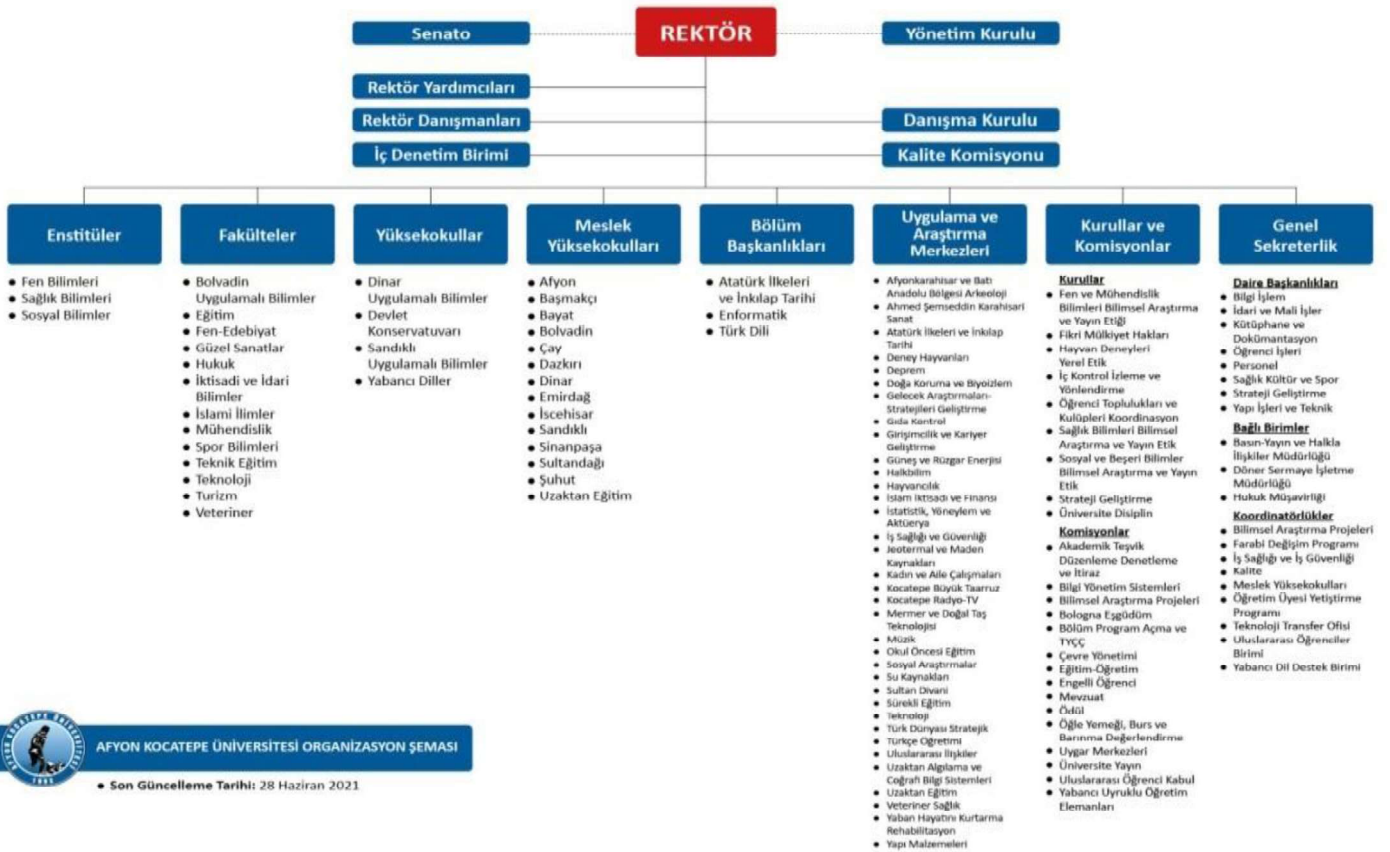 Senato
REKTÖR
Yönetim Kurulu
Rektör Yardımcıları
Rektör Danışmanları
Danışma Kurulu
İç Denetim Birimi
Kalite Komisyonu
Enstitüler
• Fen Bilimleri
• Sağlık Bilimleri
• Sosyal Bilimler
Fakülteler
• Bolvadin
Uygulamalı Bilimler
• Eğitim
• Fen-Edebiyat
• Güzel Sanatlar
• Hukuk
• İktisadi ve İdari
Bilimler
• İslami İlimler
• Mühendislik
• Spor Bilimleri
• Teknik Eğitim
• Teknoloji
• Turizm
• Veteriner
Yüksekokullar
• Dinar
Uygulamalı Bilimler
• Devlet
Konservatuvarı
• Sandıklı
Uygulamalı Bilimler
• Yabancı Diller
Meslek
Yüksekokulları
• Afyon
• Başmakçı
• Bayat
• Bolvadin
• Çay
• Dazkırı
• Dinar
• Emirdağ
• İscehisar
• Sandıklı
• Sinanpaşa
• Sultandağı
• Şuhut
• Uzaktan Eğitim
Bölüm
Başkanlıkları
• Atatürk İlkeleri
ve İnkılap Tarihi
• Enformatik
• Türk Dili
Uygulama ve
Araştırma
Merkezleri
• Afyonkarahisar ve Batı
Anadolu Bölgesi Arkeoloji
• Ahmed Şemseddin Karahisari
Sanat
• Atatürk İlkeleri ve İnkılap
Tarihi
• Deney Hayvanları
• Deprem
• Doğa Koruma ve Biyoizlem
• Gelecek Araştırmaları-
Stratejileri Geliştirme
• Gıda Kontrol
• Girişimcilik ve Kariyer
Geliştirme
• Güneş ve Rüzgar Enerjisi
• Halkbilim
• Hayvancılık
• İslam İktisadı ve Finansı
• İstatistik, Yöneylem ve
Aktüerya
• İş Sağlığı ve Güvenliği
• Jeotermal ve Maden
Kaynakları
• Kadın ve Aile Çalışmaları
• Kocatepe Büyük Taarruz
• Kocatepe Radyo-TV
• Mermer ve Doğal Taş
Teknolojisi
• Müzik
• Okul Öncesi Eğitim
• Sosyal Araştırmalar
• Su Kaynakları
• Sultan Divani
• Sürekli Eğitim
• Teknoloji
• Türk Dünyası Stratejik
• Türkçe Öğretimi
• Uluslararası İlişkiler
• Uzaktan Algılama ve
Coğrafi Bilgi Sistemleri
• Uzaktan Eğitim
• Veteriner Sağlık
• Yaban Hayatını Kurtarma
Rehabilitasyon
• Yapı Malzemeleri
Kurullar ve
Komisyonlar
Kurullar
• Fen ve Mühendislik
Bilimleri Bilimsel Araştırma
ve Yayın Etiği
• Fikri Mülkiyet Hakları
• Hayvan Deneyleri
Yerel Etik
• İç Kontrol İzleme ve
Yönlendirme
• Öğrenci Toplulukları ve
Kulüpleri Koordinasyon
• Sağlık Bilimleri Bilimsel
Araştırma ve Yayın Etik
• Sosyal ve Beşeri Bilimler
Bilimsel Araştırma ve Yayın
Etik
• Strateji Geliştirme
• Üniversite Disiplin
Komisyonlar
• Akademik Teşvik
Düzenleme Denetleme
ve İtiraz
• Bilgi Yönetim Sistemleri
• Bilimsel Araştırma Projeleri
• Bologna Eşgüdüm
• Bölüm Program Açma ve
TYÇÇ
• Çevre Yönetimi
• Eğitim-Öğretim
• Engelli Öğrenci
• Mevzuat
• Ödül
• Öğle Yemeği, Burs ve
Barınma Değerlendirme
• Uygar Merkezleri
• Üniversite Yayın
• Uluslararası Öğrenci Kabul
• Yabancı Uyruklu Öğretim
Elemanları
Genel
Sekreterlik
Daire Başkanlıkları
• Bilgi İşlem
• İdari ve Mali İşler
• Kütüphane ve
Dokümantasyon
• Öğrenci İşleri
• Personel
• Sağlık Kültür ve Spor
• Strateji Geliştirme
• Yapı İşleri ve Teknik
Bağlı Birimler
• Basın-Yayın ve Halkla
İlişkiler Müdürlüğü
• Döner Sermaye İşletme
Müdürlüğü
• Hukuk Müşavirliği
Koordinatörlükler
• Bilimsel Araştırma Projeleri
• Farabi Değişim Programı
• İş Sağlığı ve İş Güvenliği
• Kalite
• Meslek Yüksekokulları
• Öğretim Üyesi Yetiştirme
Programı
• Teknoloji Transfer Ofisi
• Uluslararası Öğrenciler
Birimi
• Yabancı Dil Destek Birimi
AFYON KOCATEPE ÜNİVERSİTESİ
1992
AFYON KOCATEPE ÜNİVERSİTESİ ORGANİZASYON ŞEMASI
• Son Güncelleme Tarihi: 28 Haziran 2021